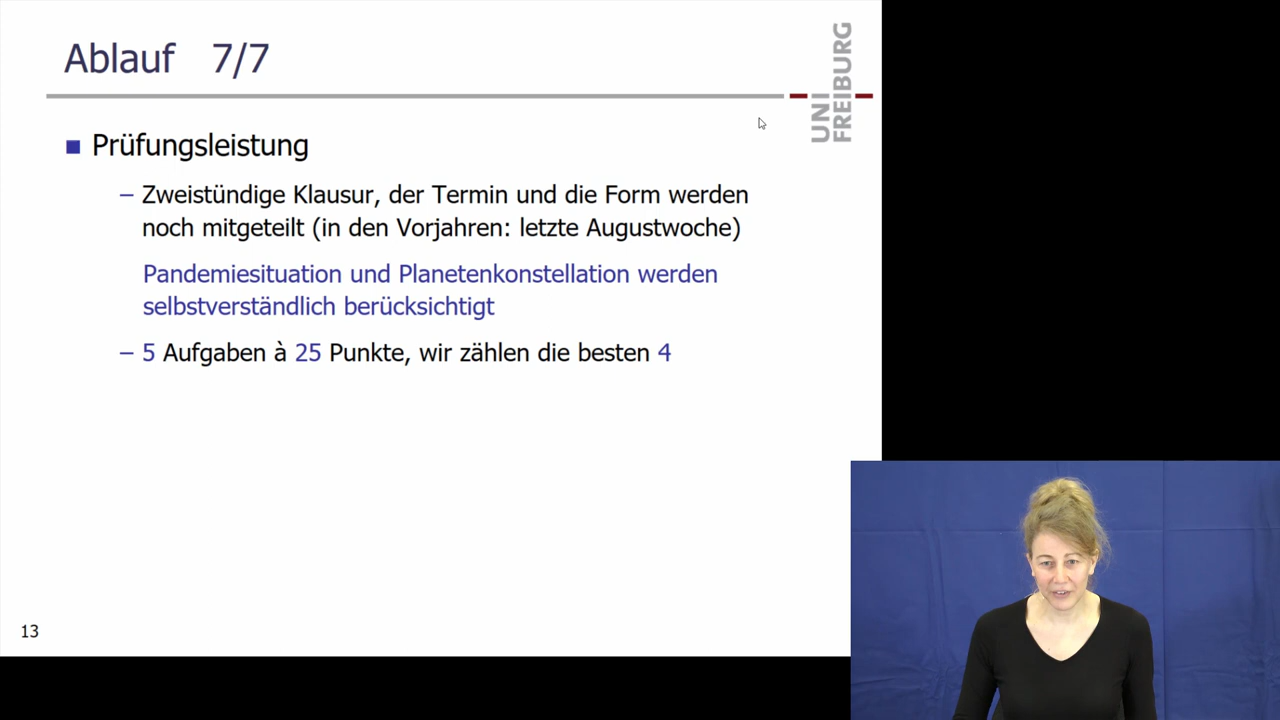 Ablauf 7/7
UNI
FREIBURG
■ Prüfungsleistung
– Zweistündige Klausur, der Termin und die Form werden
noch mitgeteilt (in den Vorjahren: letzte Augustwoche)
Pandemiesituation und Planetenkonstellation werden
selbstverständlich berücksichtigt
– 5 Aufgaben à 25 Punkte, wir zählen die besten 4
13